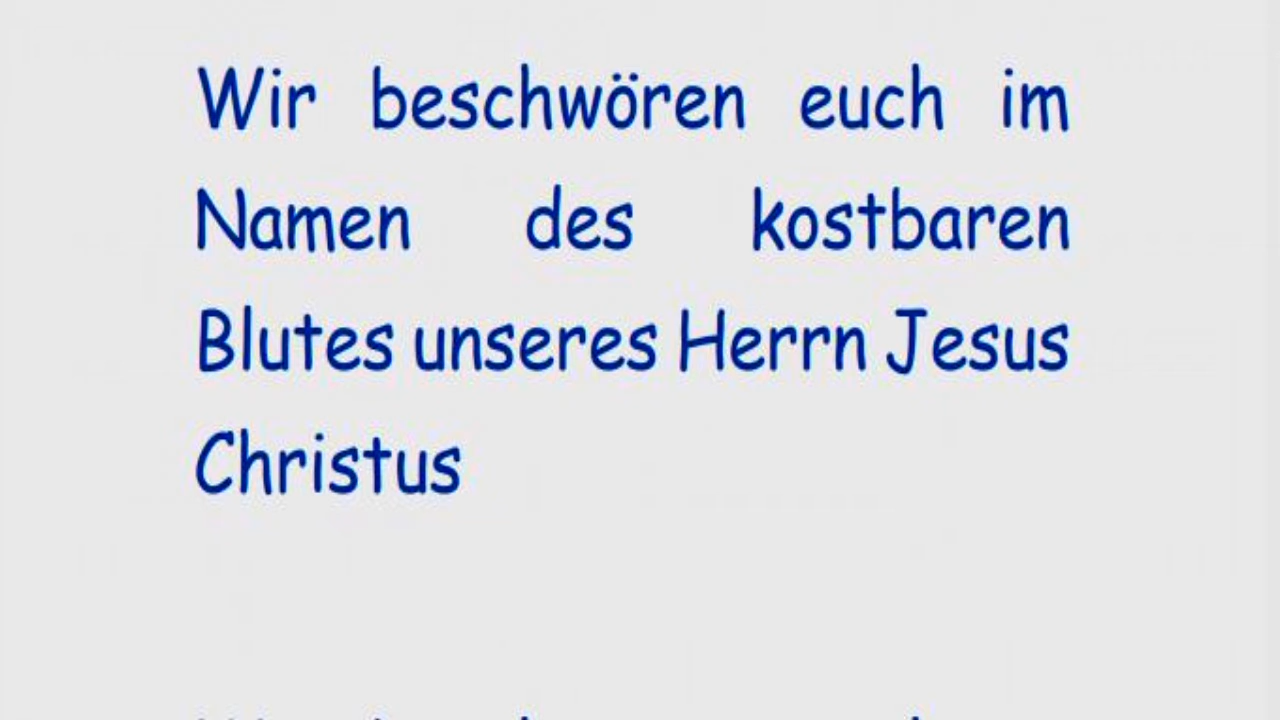 Wir beschwören euch im
Namen des kostbaren
Blutes unseres Herrn Jesus
Christus